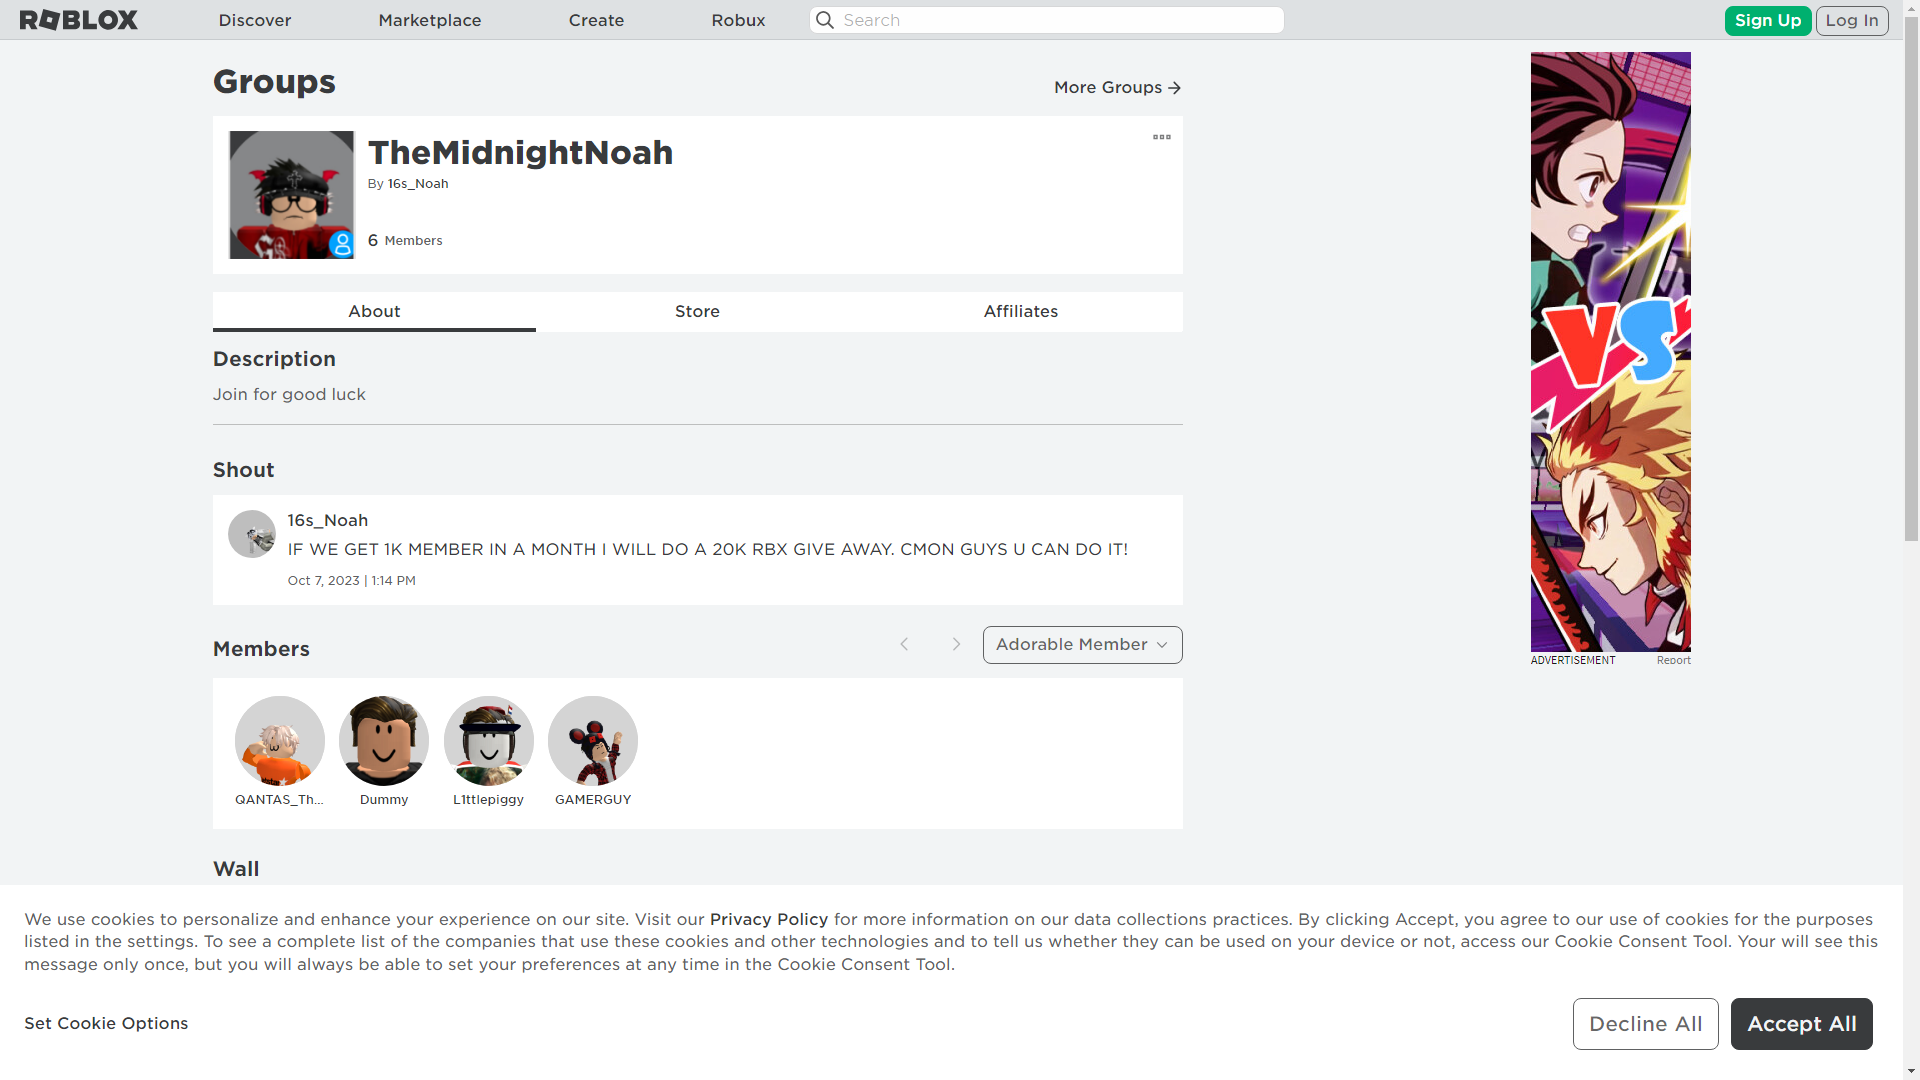 ROBLOX Discover Marketplace Create Robux Search Sign Up Log In
Groups
More Groups
TheMidnightNoah
By 16s_Noah
6 Members
About Store Affiliates
Description
Join for good luck
Shout
16s_Noah
IF WE GET 1K MEMBER IN A MONTH I WILL DO A 20K RBX GIVE AWAY. CMON GUYS U CAN DO IT!
Oct 7, 2023 | 1:14 PM
Members
Adorable Member
QANTAS_Th... Dummy L1ttlepiggy GAMERGUY
Wall
VS
ADVERTISEMENT Report
We use cookies to personalize and enhance your experience on our site. Visit our Privacy Policy for more information on our data collections practices. By clicking Accept, you agree to our use of cookies for the purposes
listed in the settings. To see a complete list of the companies that use these cookies and other technologies and to tell us whether they can be used on your device or not, access our Cookie Consent Tool. Your will see this
message only once, but you will always be able to set your preferences at any time in the Cookie Consent Tool.
Set Cookie Options
Decline All
Accept All